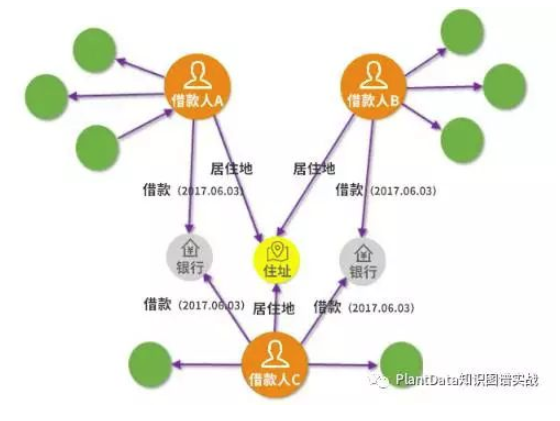 借款人A
借款人B
居住地
居住地
借款（2017.06.03）
借款（2017.06.03）
银行
住址
银行
借款（2017.06.03）
居住地
借款（2017.06.03）
借款人C
PlantData知识图谱实战